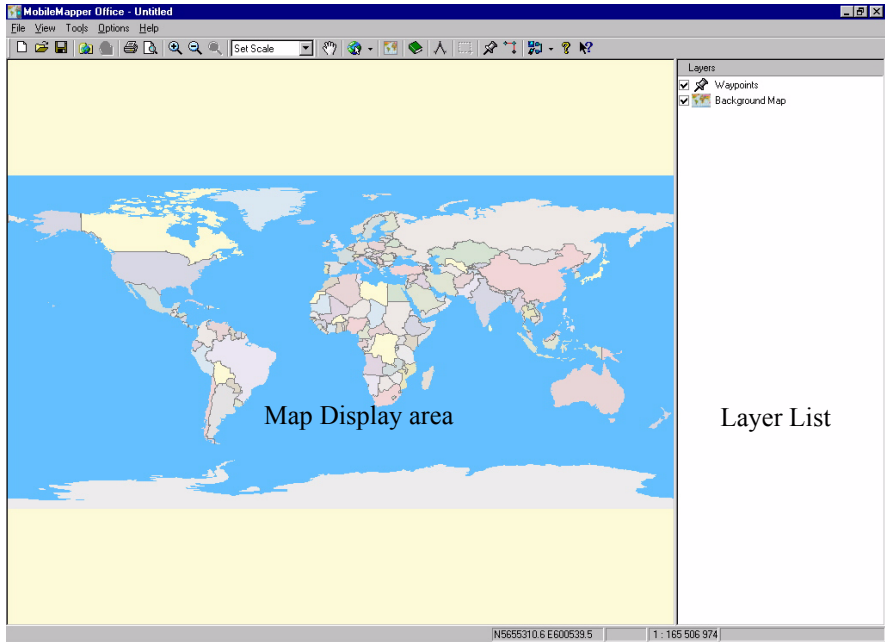 MobileMapper Office - Untitled
File View Tools Options Help
Set Scale
Layers
Waypoints
Background Map
Map Display area
Layer List
N5655310.6 E600539.5
1 : 165 506 974